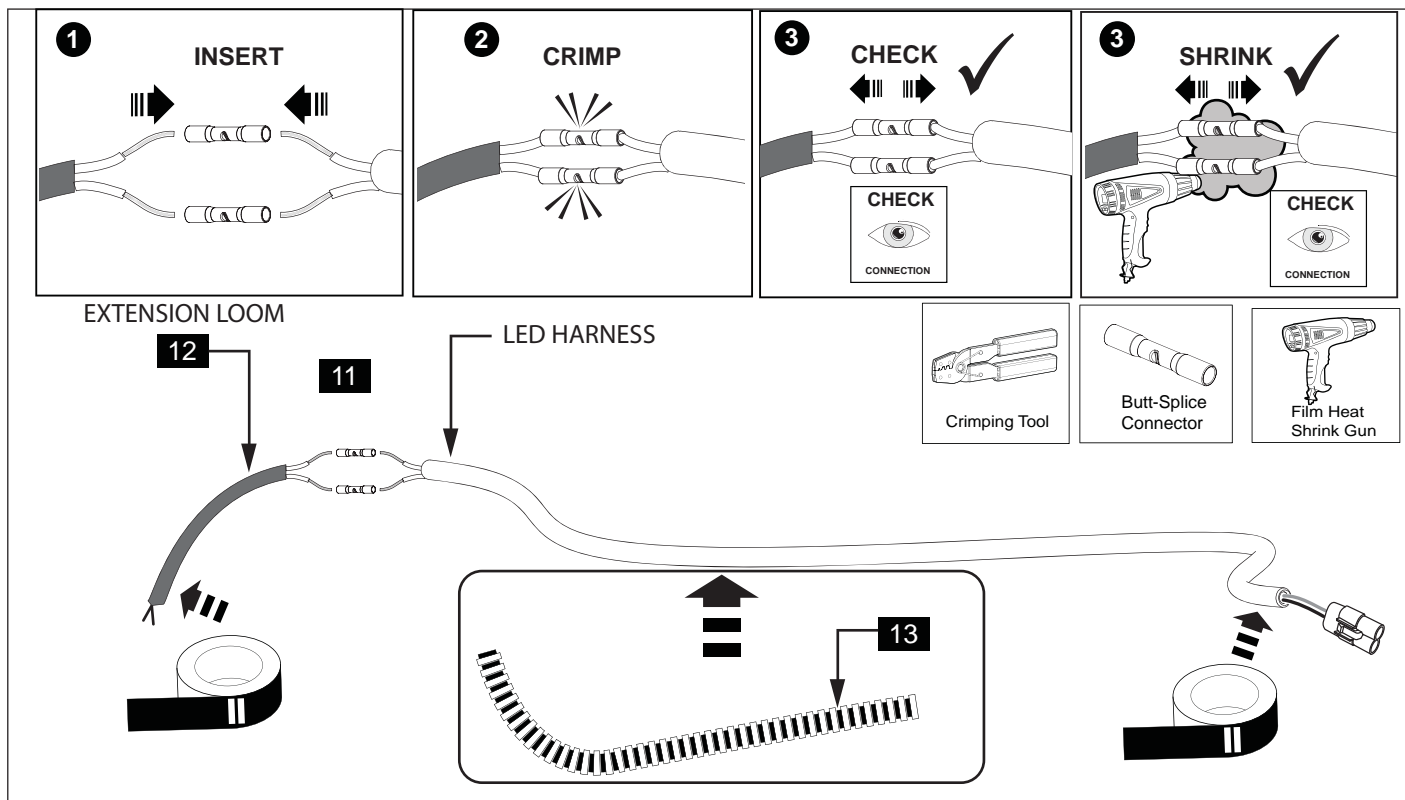 1
INSERT
2
CRIMP
3
CHECK
CHECK
CONNECTION
3
SHRINK
CHECK
CONNECTION
EXTENSION LOOM
12
11
LED HARNESS
Crimping Tool
Butt-Splice
Connector
Film Heat
Shrink Gun
13